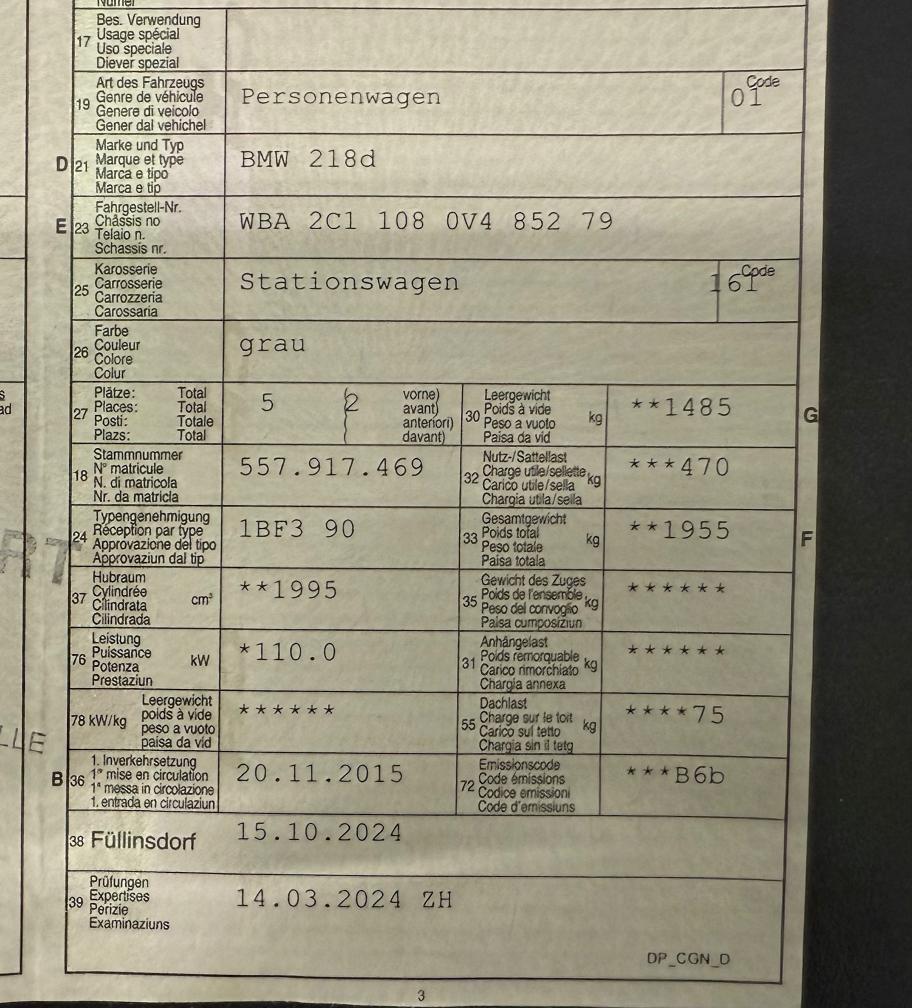 17 Bes. Verwendung
Usage spécial
Uso speciale
Diever spezial
19 Art des Fahrzeugs
Genre de véhicule
Genere di veicolo
Gener dal vehichel
Personenwagen
Code
01
D 21 Marke und Typ
Marque et type
Marca e tipo
Marca e tip
BMW 218d
E 23 Fahrgestell-Nr.
Châssis no
Telaio n.
Schassis nr.
WBA 2C1 108 0V4 852 79
25 Karosserie
Carrosserie
Carrozzeria
Carossaria
Stationswagen
Code
161
26 Farbe
Couleur
Colore
Colur
grau
27 Plätze: Total
Places: Total
Posti: Totale
Plazs: Total
5 (2 vorne)
avant)
anteriori)
davant)
30 Leergewicht
Poids à vide
Peso a vuoto
Paisa da vid
kg
**1485
G
18 Stammnummer
N° matricule
N. di matricola
Nr. da matricla
557.917.469
32 Nutz-/Sattellast
Charge utile/sellette
Carico utile/sella
Chargia utila/sella
kg
***470
24 Typengenehmigung
Réception par type
Approvazione del tipo
Approvaziun dal tip
1BF3 90
33 Gesamtgewicht
Poids total
Peso totale
Paisa totala
kg
**1955
F
37 Hubraum
Cylindrée
Cilindrata
Cilindrada
cm³
**1995
35 Gewicht des Zuges
Poids de l'ensemble
Peso del convoglio
Paisa cumposiziun
kg
******
76 Leistung
Puissance
Potenza
Prestaziun
kW
*110.0
31 Anhängelast
Poids remorquable
Carico rimorchiato
Chargia annexa
kg
******
78 kW/kg Leergewicht
poids à vide
peso a vuoto
paisa da vid
******
55 Dachlast
Charge sur le toit
Carico sul tetto
Chargia sin il tetg
kg
****75
B 36 1. Inverkehrsetzung
1re mise en circulation
1a messa in circolazione
1. entrada en circulaziun
20.11.2015
72 Emissionscode
Code émissions
Codice emissioni
Code d'emissiuns
***B6b
38 Füllinsdorf
15.10.2024
39 Prüfungen
Expertises
Perizie
Examinaziuns
14.03.2024 ZH
DP_CGN_D
3